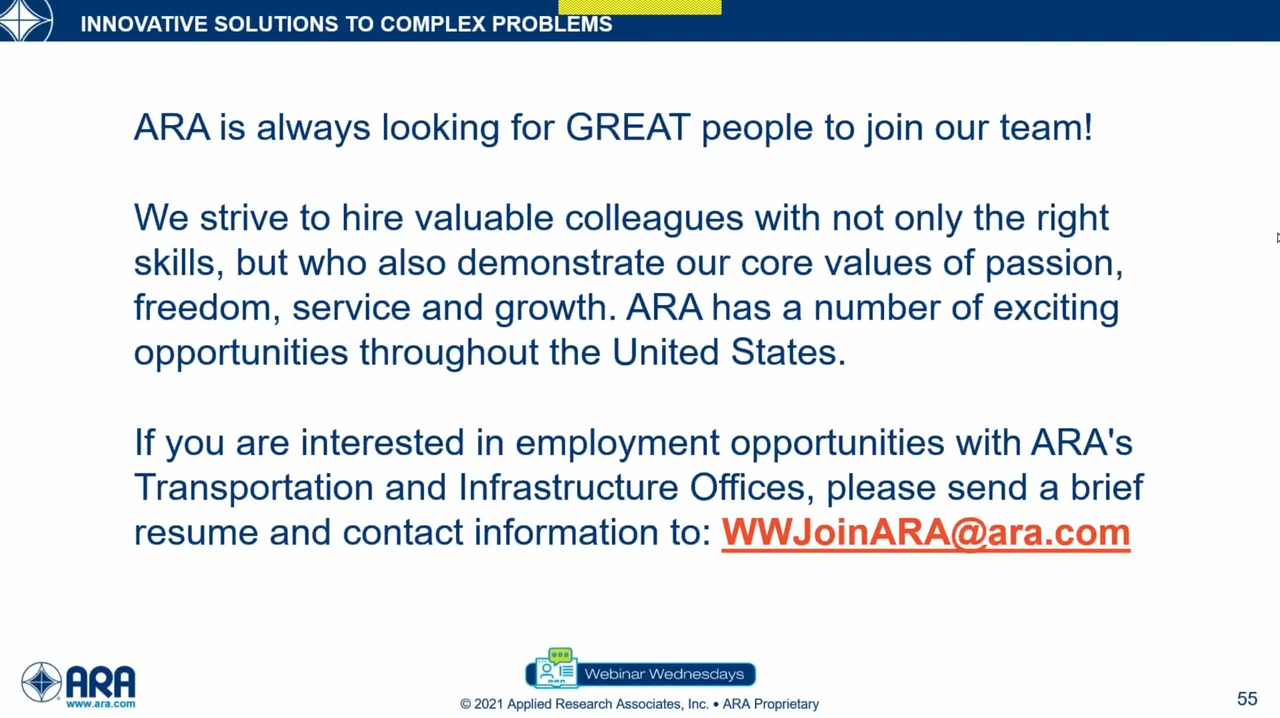 INNOVATIVE SOLUTIONS TO COMPLEX PROBLEMS
ARA is always looking for GREAT people to join our team!
We strive to hire valuable colleagues with not only the right
skills, but who also demonstrate our core values of passion,
freedom, service and growth. ARA has a number of exciting
opportunities throughout the United States.
If you are interested in employment opportunities with ARA's
Transportation and Infrastructure Offices, please send a brief
resume and contact information to: WWJoinARA@ara.com
ARA
www.ara.com
Webinar Wednesdays
© 2021 Applied Research Associates, Inc. • ARA Proprietary
55